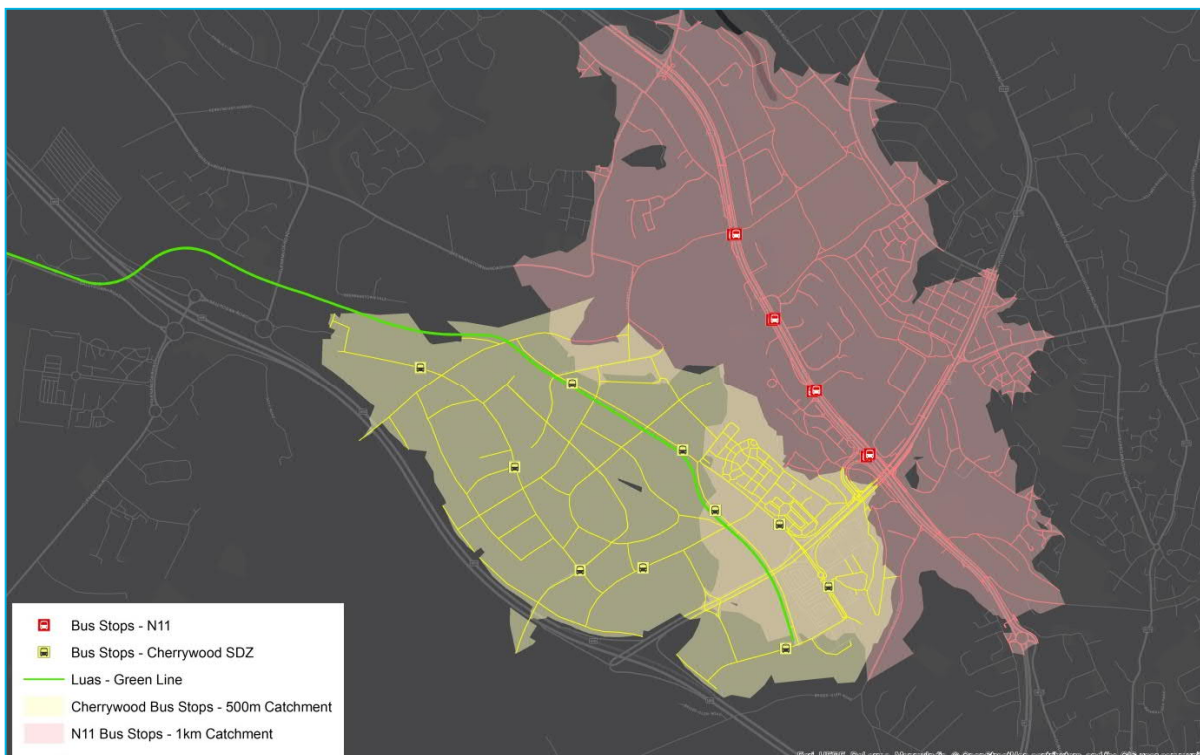 Bus Stops - N11
Bus Stops - Cherrywood SDZ
Luas - Green Line
Cherrywood Bus Stops - 500m Catchment
N11 Bus Stops - 1km Catchment